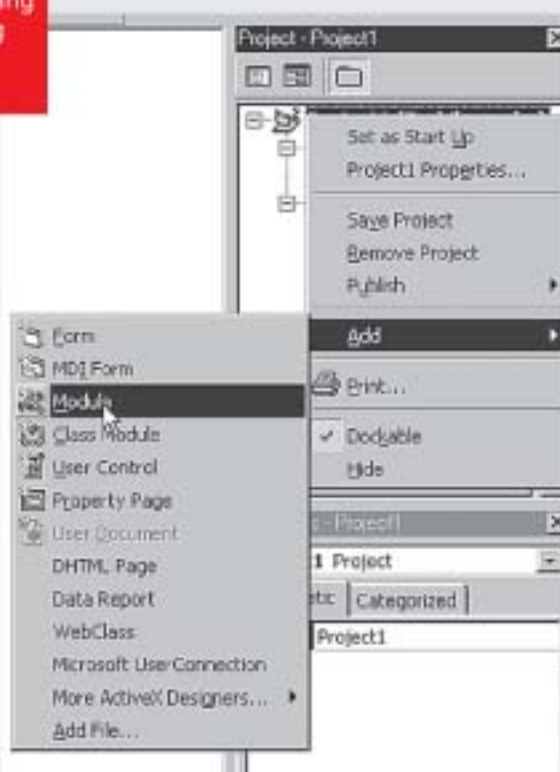 Project - Project1
Set as Start Up
Project1 Properties...
Save Project
Remove Project
Publish
Add
Print...
Dockable
Hide
Form
MDI Form
Module
Class Module
User Control
Property Page
User Document
DHTML Page
Data Report
WebClass
Microsoft UserConnection
More ActiveX Designers...
Add File...
- Project1
1 Project
Categorized
Project1